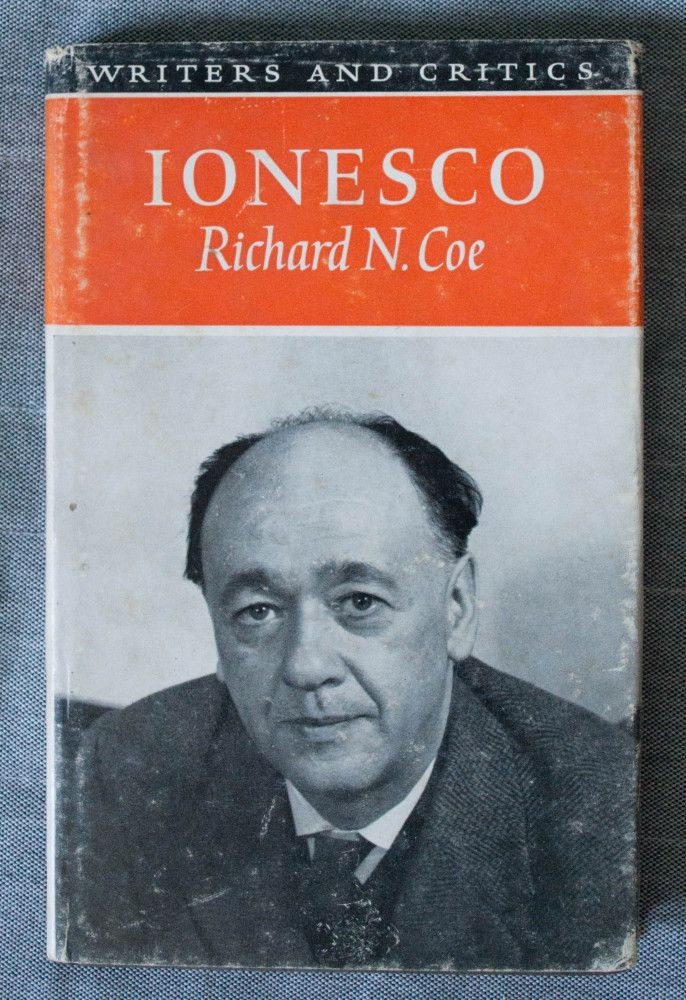 WRITERS AND CRITICS
IONESCO
Richard N. Coe